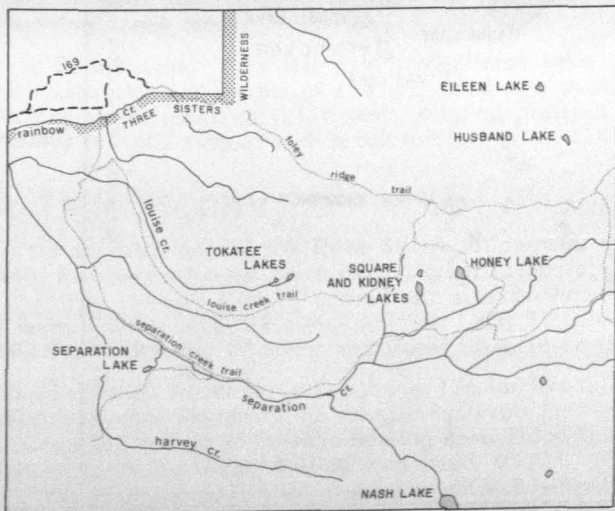 169
WILDERNESS
EILEEN LAKE
rainbow
cr.
THREE
SISTERS
HUSBAND LAKE
foley
ridge
trail
louise cr.
TOKATEE
LAKES
SQUARE
AND KIDNEY
LAKES
HONEY LAKE
louise creek trail
separation creek trail
SEPARATION
LAKE
separation
cr.
harvey cr.
NASH LAKE